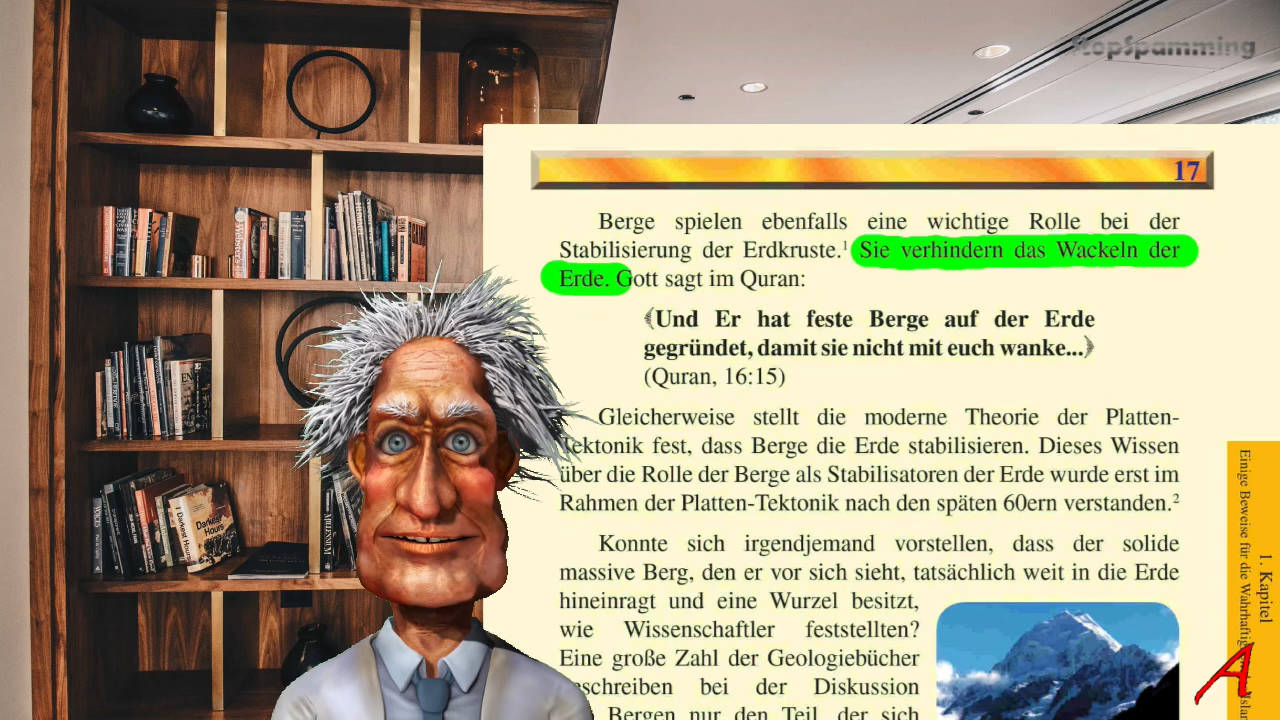 StopSpamming
17
Berge spielen ebenfalls eine wichtige Rolle bei der
Stabilisierung der Erdkruste.¹ Sie verhindern das Wackeln der
Erde. Gott sagt im Quran:
﴾Und Er hat feste Berge auf der Erde
gegründet, damit sie nicht mit euch wanke...﴿
(Quran, 16:15)
Gleicherweise stellt die moderne Theorie der Platten-
Tektonik fest, dass Berge die Erde stabilisieren. Dieses Wissen
über die Rolle der Berge als Stabilisatoren der Erde wurde erst im
Rahmen der Platten-Tektonik nach den späten 60ern verstanden.²
Konnte sich irgendjemand vorstellen, dass der solide
massive Berg, den er vor sich sieht, tatsächlich weit in die Erde
hineinragt und eine Wurzel besitzt,
wie Wissenschaftler feststellten?
Eine große Zahl der Geologiebücher
beschreiben bei der Diskussion
Bergen nur den Teil, der sich
1. Kapitel
Einige Beweise für die
A
Darkest Hours